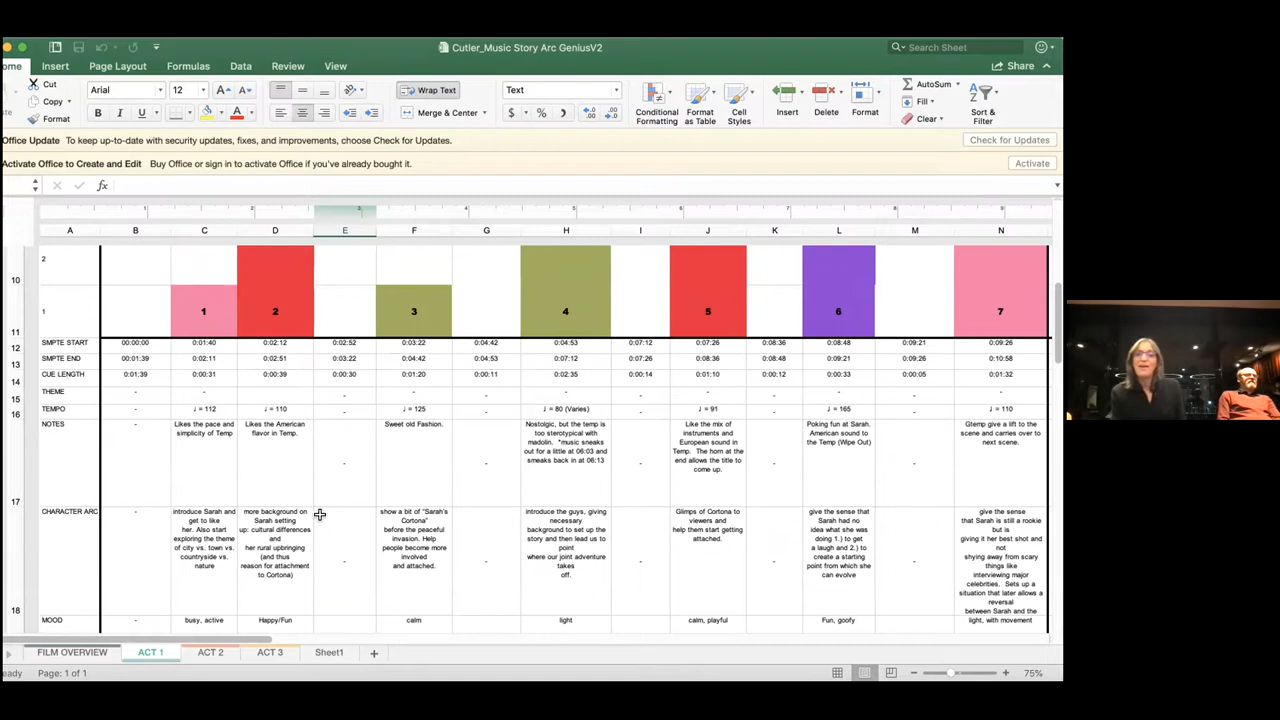 Cutler_Music Story Arc GeniusV2
Search Sheet
ome Insert Page Layout Formulas Data Review View Share
Cut
Copy
Format
Arial 12
B I U
Wrap Text
Merge & Center
Text
$ % )
Conditional
Formatting
Format
as Table
Cell
Styles
Insert
Delete
Format
AutoSum
Fill
Clear
Sort &
Filter
Office Update To keep up-to-date with security updates, fixes, and improvements, choose Check for Updates. Check for Updates
Activate Office to Create and Edit Buy Office or sign in to activate Office if you've already bought it. Activate
fx
1 2 3 4 5 6 7 8 9
A B C D E F G H I J K L M N
2
10
1 1 2 3 4 5 6 7
11
SMPTE START 00:00:00 0:01:40 0:02:12 0:02:52 0:03:22 0:04:42 0:04:53 0:07:12 0:07:26 0:08:36 0:08:48 0:09:21 0:09:26
12
SMPTE END 0:01:39 0:02:11 0:02:51 0:03:22 0:04:42 0:04:53 0:07:12 0:07:26 0:08:36 0:08:48 0:09:21 0:09:26 0:10:58
13
CUE LENGTH 0:01:39 0:00:31 0:00:39 0:00:30 0:01:20 0:00:11 0:02:35 0:00:14 0:01:10 0:00:12 0:00:33 0:00:05 0:01:32
14
THEME - - - - - - - - - - - - -
15
TEMPO - ♩ = 112 ♩ = 110 - ♩ = 125 - ♩ = 80 (Varies) - ♩ = 91 - ♩ = 165 - ♩ = 110
16
NOTES
-
Likes the pace and
simplicity of Temp
Likes the American
flavor in Temp.
-
Sweet old Fashion.
-
Nostolgic, but the temp is
too sterotypical with
madolin. *music sneaks
out for a little at 06:03 and
smeaks back in at 06:13
-
Like the mix of
instruments and
European sound in
Temp. The horn at the
end allows the title to
come up.
-
Poking fun at Sarah.
American sound to
the Temp (Wipe Out)
-
Gtemp give a lift to the
scene and carries over to
next scene.
17
CHARACTER ARC
-
introduce Sarah and
get to like
her. Also start
exploring the theme
of city vs. town vs.
countryside vs.
nature
more background on
Sarah setting
up: cultural differences
and
her rural upbringing
(and thus
reason for attachment
to Cortona)
-
show a bit of "Sarah's
Cortona"
before the peaceful
invasion. Help
people become more
involved
and attached.
-
introduce the guys, giving
necessary
background to set up the
story and then lead us to
point
where our joint adventure
takes
off.
-
Glimps of Cortona to
viewers and
help them start getting
attached.
-
give the sense
that Sarah had no
idea what she was
doing 1.) to get
a laugh and 2.) to
create a starting
point from which she
can evolve
-
give the sense
that Sarah is still a rookie
but is
giving it her best shot and
not
shying away from scary
things like
interviewing major
celebrities. Sets up a
situation that later allows a
reversal
between Sarah and the
18
MOOD - busy, active Happy/Fun calm light calm, playful Fun, goofy light, with movement
FILM OVERVIEW ACT 1 ACT 2 ACT 3 Sheet1 +
eady Page: 1 of 1 75%